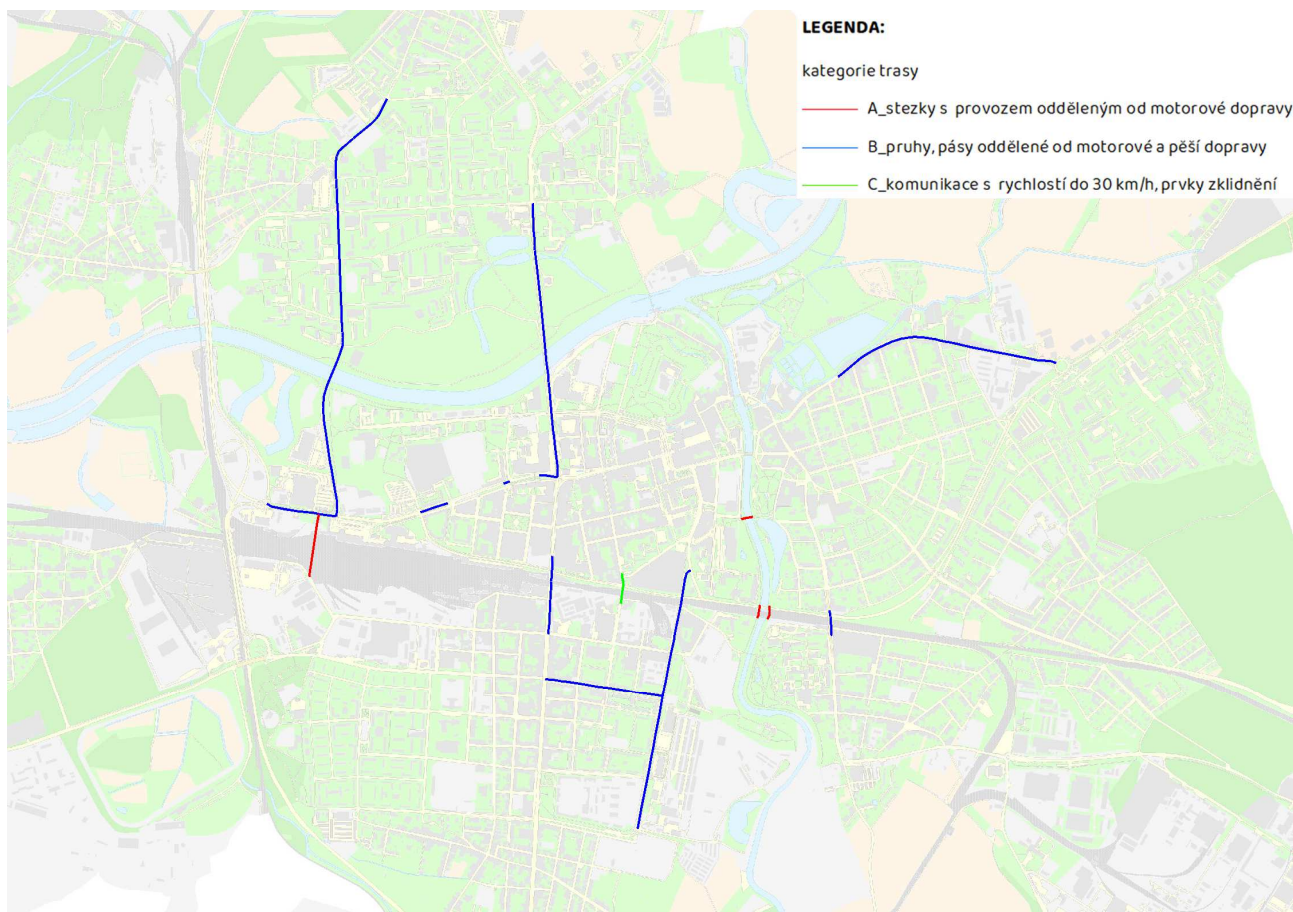 LEGENDA:
kategorie trasy
A_stezky s provozem odděleným od motorové dopravy
B_pruhy, pásy oddělené od motorové a pěší dopravy
C_komunikace s rychlostí do 30 km/h, prvky zklidnění